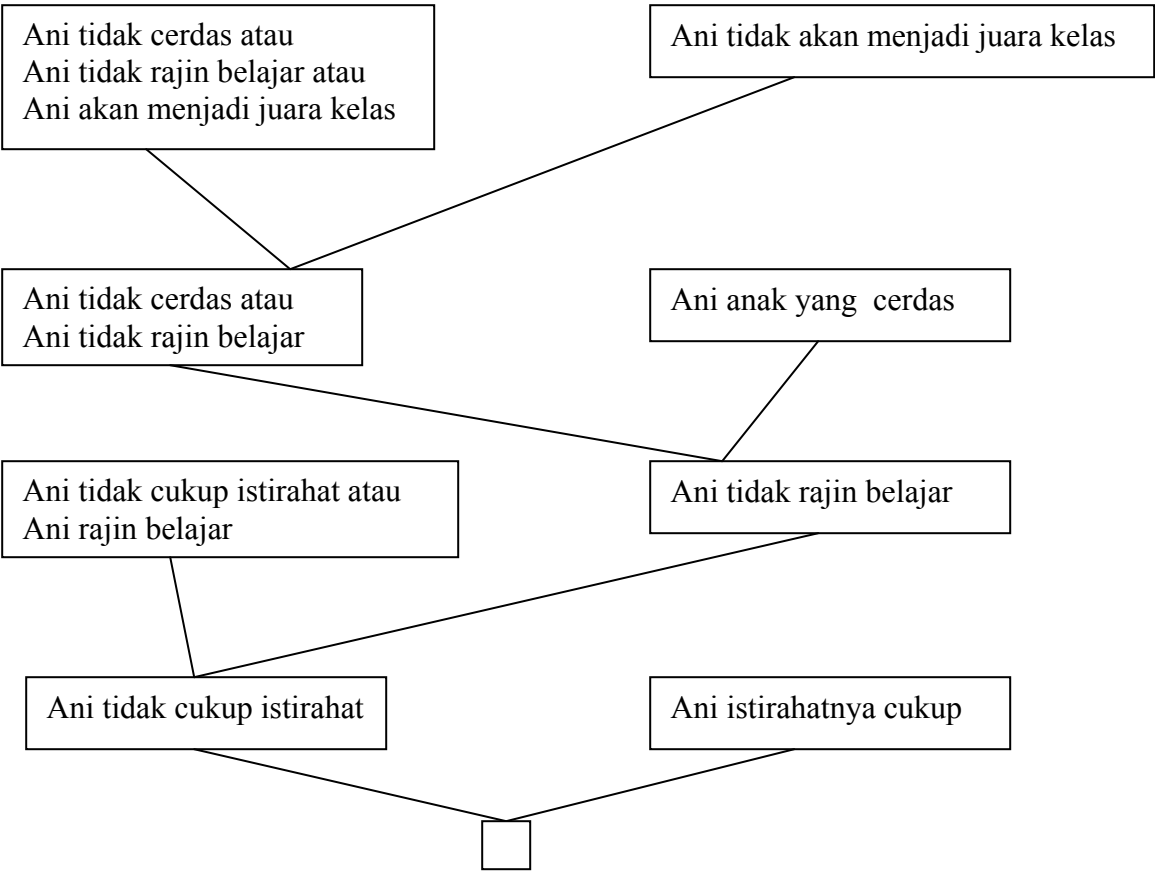 Ani tidak cerdas atau
Ani tidak rajin belajar atau
Ani akan menjadi juara kelas
Ani tidak akan menjadi juara kelas
Ani tidak cerdas atau
Ani tidak rajin belajar
Ani anak yang cerdas
Ani tidak cukup istirahat atau
Ani rajin belajar
Ani tidak rajin belajar
Ani tidak cukup istirahat
Ani istirahatnya cukup